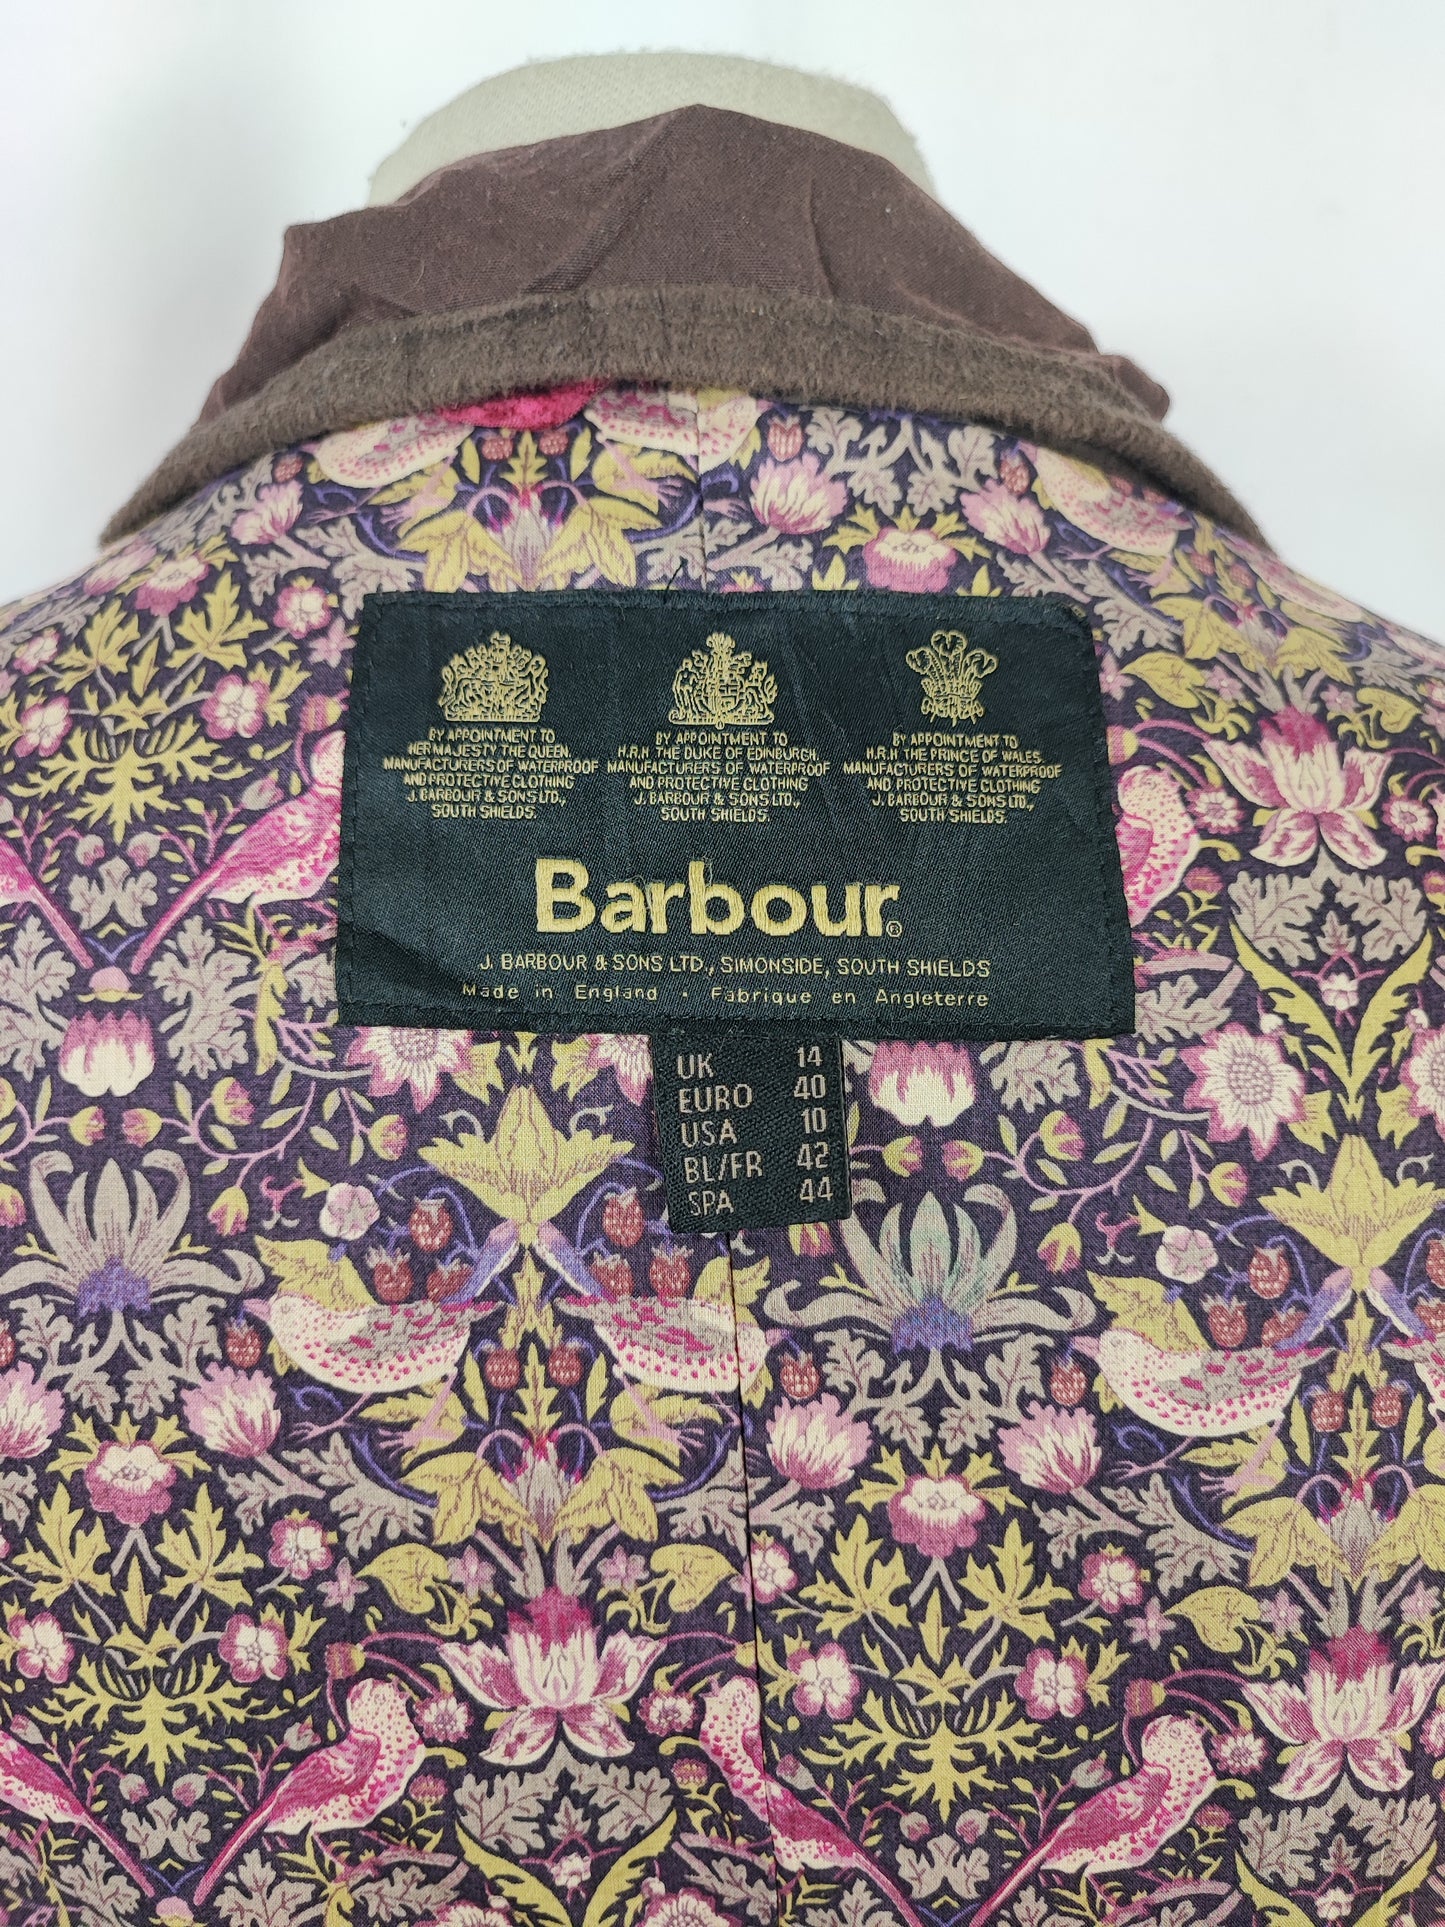 BY APPOINTMENT TO
HER MAJESTY THE QUEEN
MANUFACTURERS OF WATERPROOF
AND PROTECTIVE CLOTHING
J. BARBOUR & SONS LTD.,
SOUTH SHIELDS.
BY APPOINTMENT TO
H.R.H. THE DUKE OF EDINBURGH
MANUFACTURERS OF WATERPROOF
AND PROTECTIVE CLOTHING
J. BARBOUR & SONS LTD.,
SOUTH SHIELDS.
BY APPOINTMENT TO
H.R.H. THE PRINCE OF WALES
MANUFACTURERS OF WATERPROOF
AND PROTECTIVE CLOTHING
J. BARBOUR & SONS LTD.,
SOUTH SHIELDS.
Barbour®
J. BARBOUR & SONS LTD., SIMONSIDE, SOUTH SHIELDS
Made in England · Fabrique en Angleterre
UK 14
EURO 40
USA 10
BL/FR 42
SPA 44